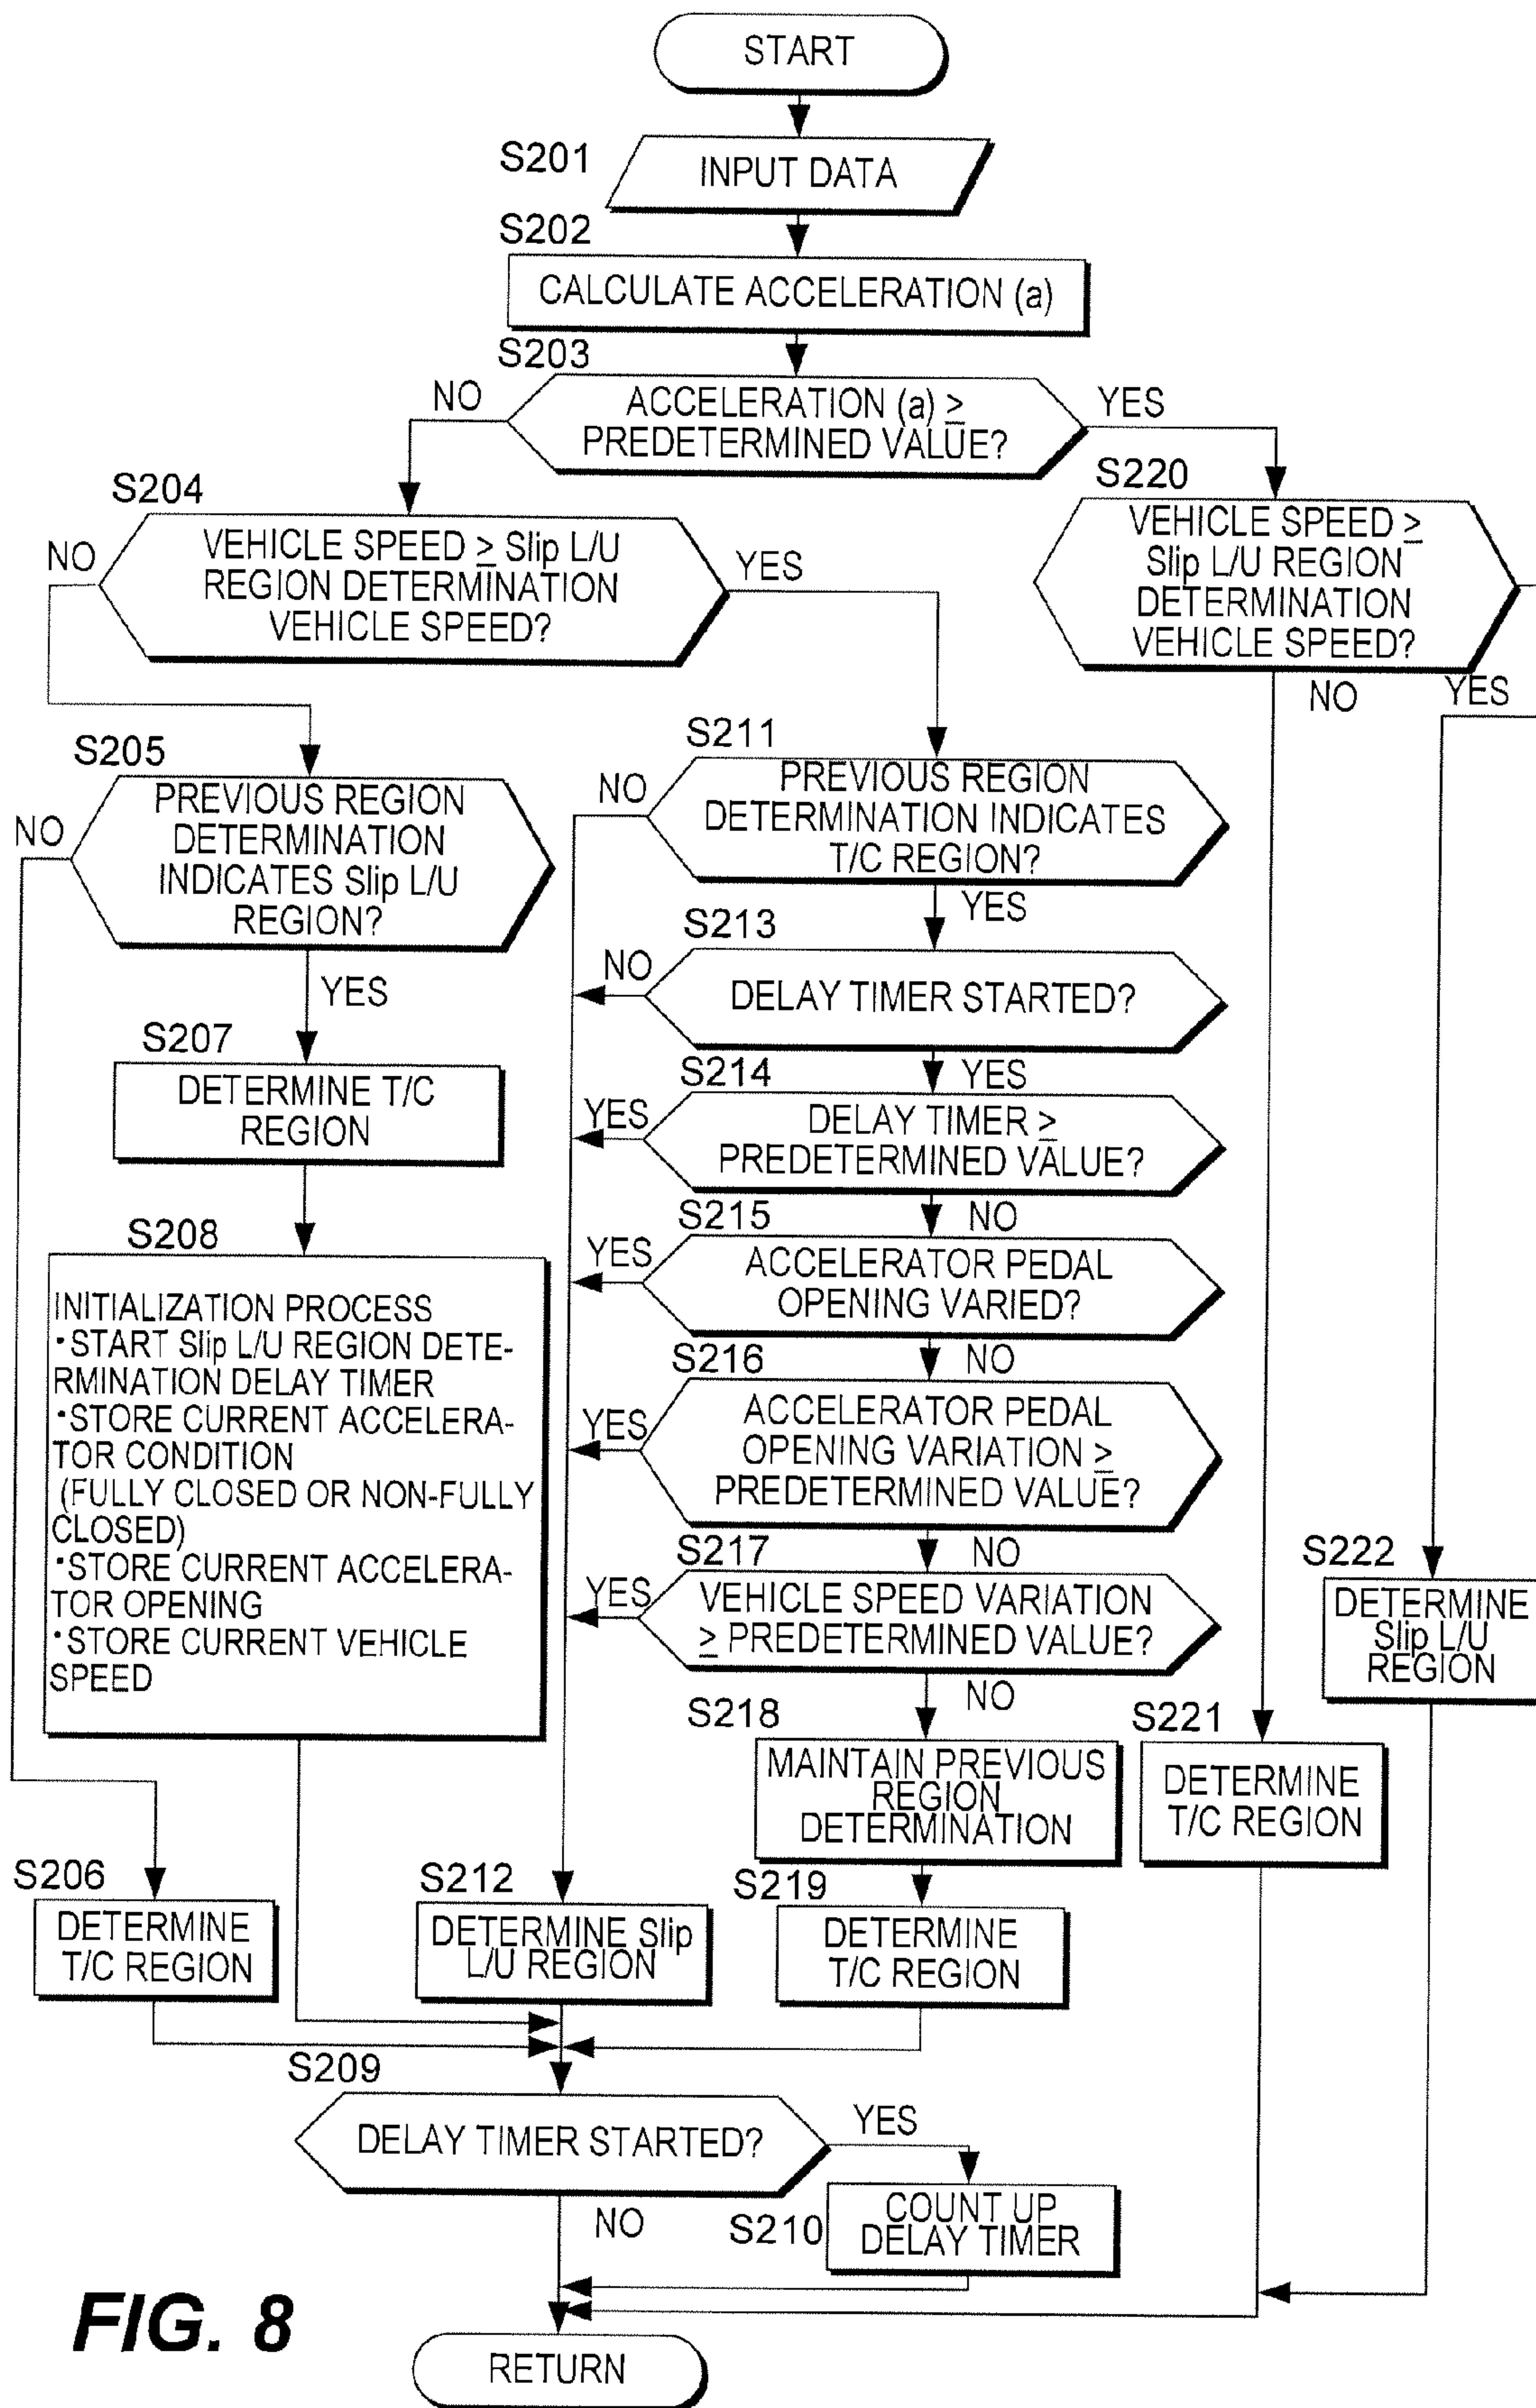 START
S201
INPUT DATA
S202
CALCULATE ACCELERATION (a)
S203
NO
ACCELERATION (a) ≥
PREDETERMINED VALUE?
YES
S204
NO
VEHICLE SPEED ≥ Slip L/U
REGION DETERMINATION
VEHICLE SPEED?
YES
S220
VEHICLE SPEED ≥
Slip L/U REGION
DETERMINATION
VEHICLE SPEED?
NO
YES
S205
NO
PREVIOUS REGION
DETERMINATION
INDICATES Slip L/U
REGION?
YES
S211
NO
PREVIOUS REGION
DETERMINATION INDICATES
T/C REGION?
YES
S213
NO
DELAY TIMER STARTED?
YES
S207
DETERMINE T/C
REGION
S214
YES
DELAY TIMER ≥
PREDETERMINED VALUE?
NO
S215
YES
ACCELERATOR PEDAL
OPENING VARIED?
NO
S208
INITIALIZATION PROCESS
•START Slip L/U REGION DETE-
RMINATION DELAY TIMER
•STORE CURRENT ACCELERA-
TOR CONDITION
(FULLY CLOSED OR NON-FULLY
CLOSED)
•STORE CURRENT ACCELERA-
TOR OPENING
•STORE CURRENT VEHICLE
SPEED
S216
YES
ACCELERATOR PEDAL
OPENING VARIATION ≥
PREDETERMINED VALUE?
NO
S217
YES
VEHICLE SPEED VARIATION
≥ PREDETERMINED VALUE?
NO
S222
DETERMINE
Slip L/U
REGION
S218
MAINTAIN PREVIOUS
REGION
DETERMINATION
S221
DETERMINE
T/C REGION
S206
DETERMINE
T/C REGION
S212
DETERMINE Slip
L/U REGION
S219
DETERMINE
T/C REGION
S209
DELAY TIMER STARTED?
YES
NO
S210
COUNT UP
DELAY TIMER
FIG. 8
RETURN